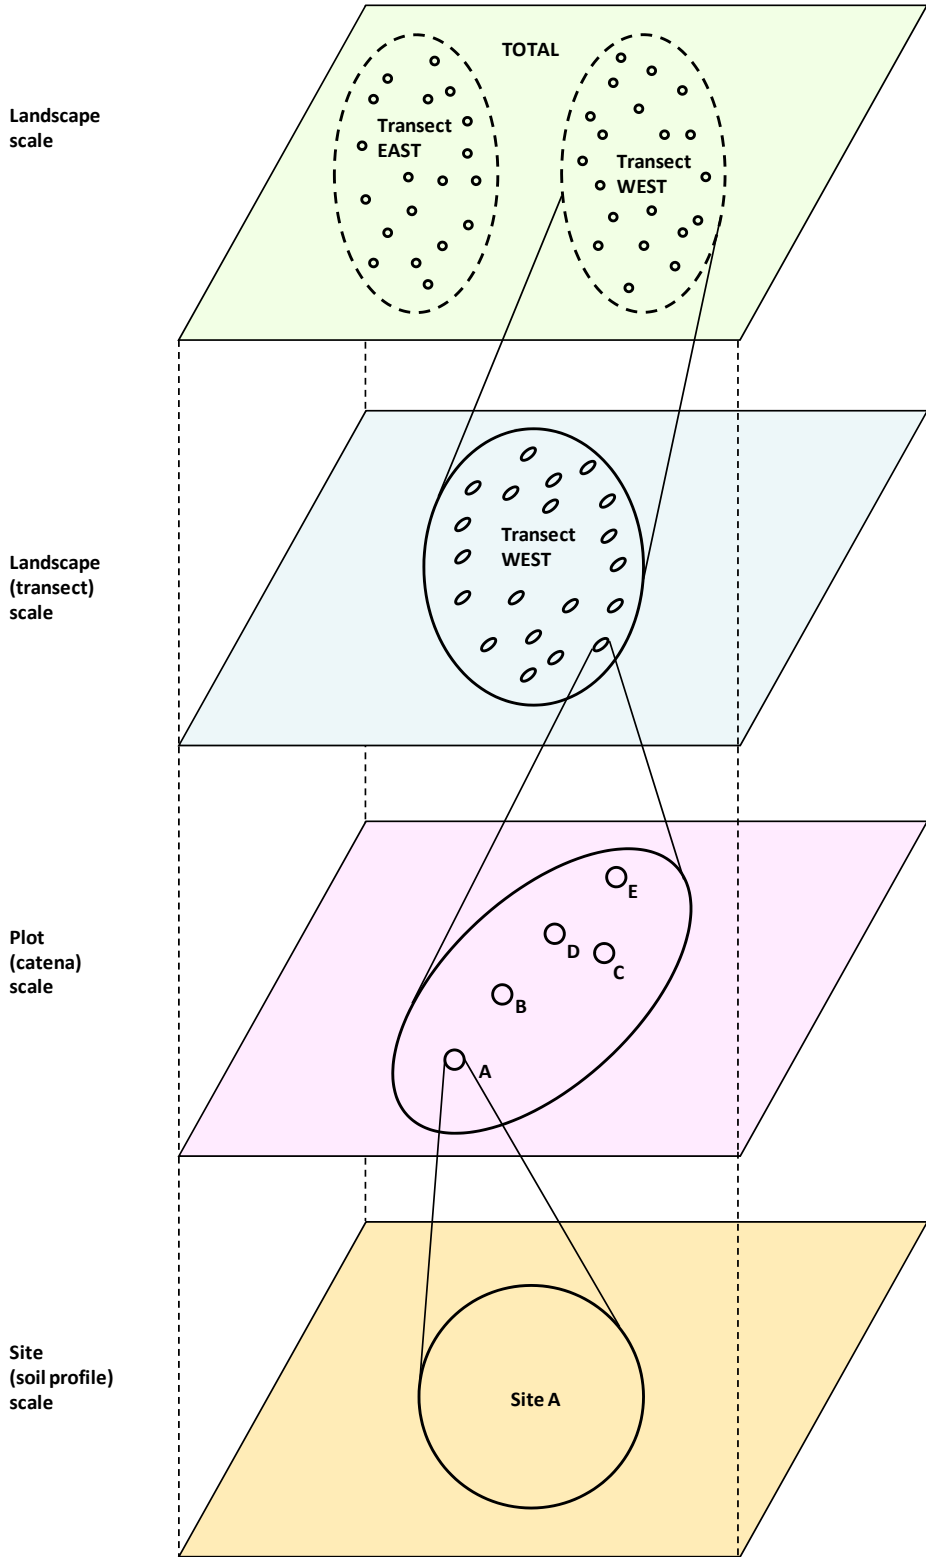 TOTAL
Landscape
scale
Transect
EAST
Transect
WEST
Landscape
(transect)
scale
Transect
WEST
Plot
(catena)
scale
E
D
C
B
A
Site
(soil profile)
scale
Site A